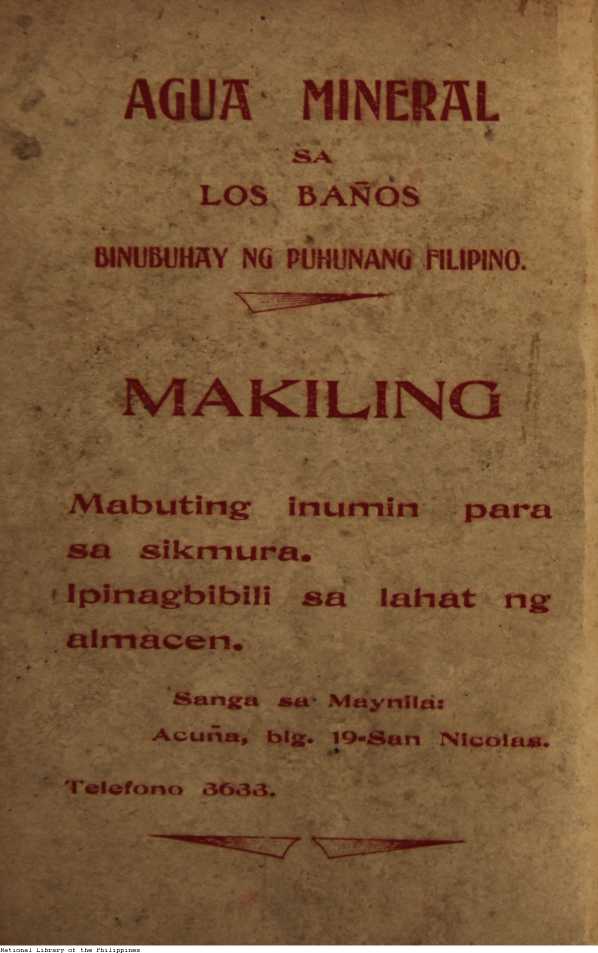 AGUA MINERAL
SA
LOS BAÑOS
BINUBUHAY NG PUHUNANG FILIPINO.
MAKILING
Mabuting inumin para
sa sikmura.
Ipinagbibili sa lahat ng
almacen.
Sanga sa Maynila:
Acuña, blg. 19-San Nicolas.
Telefono 3633.
National Library of the Philippines